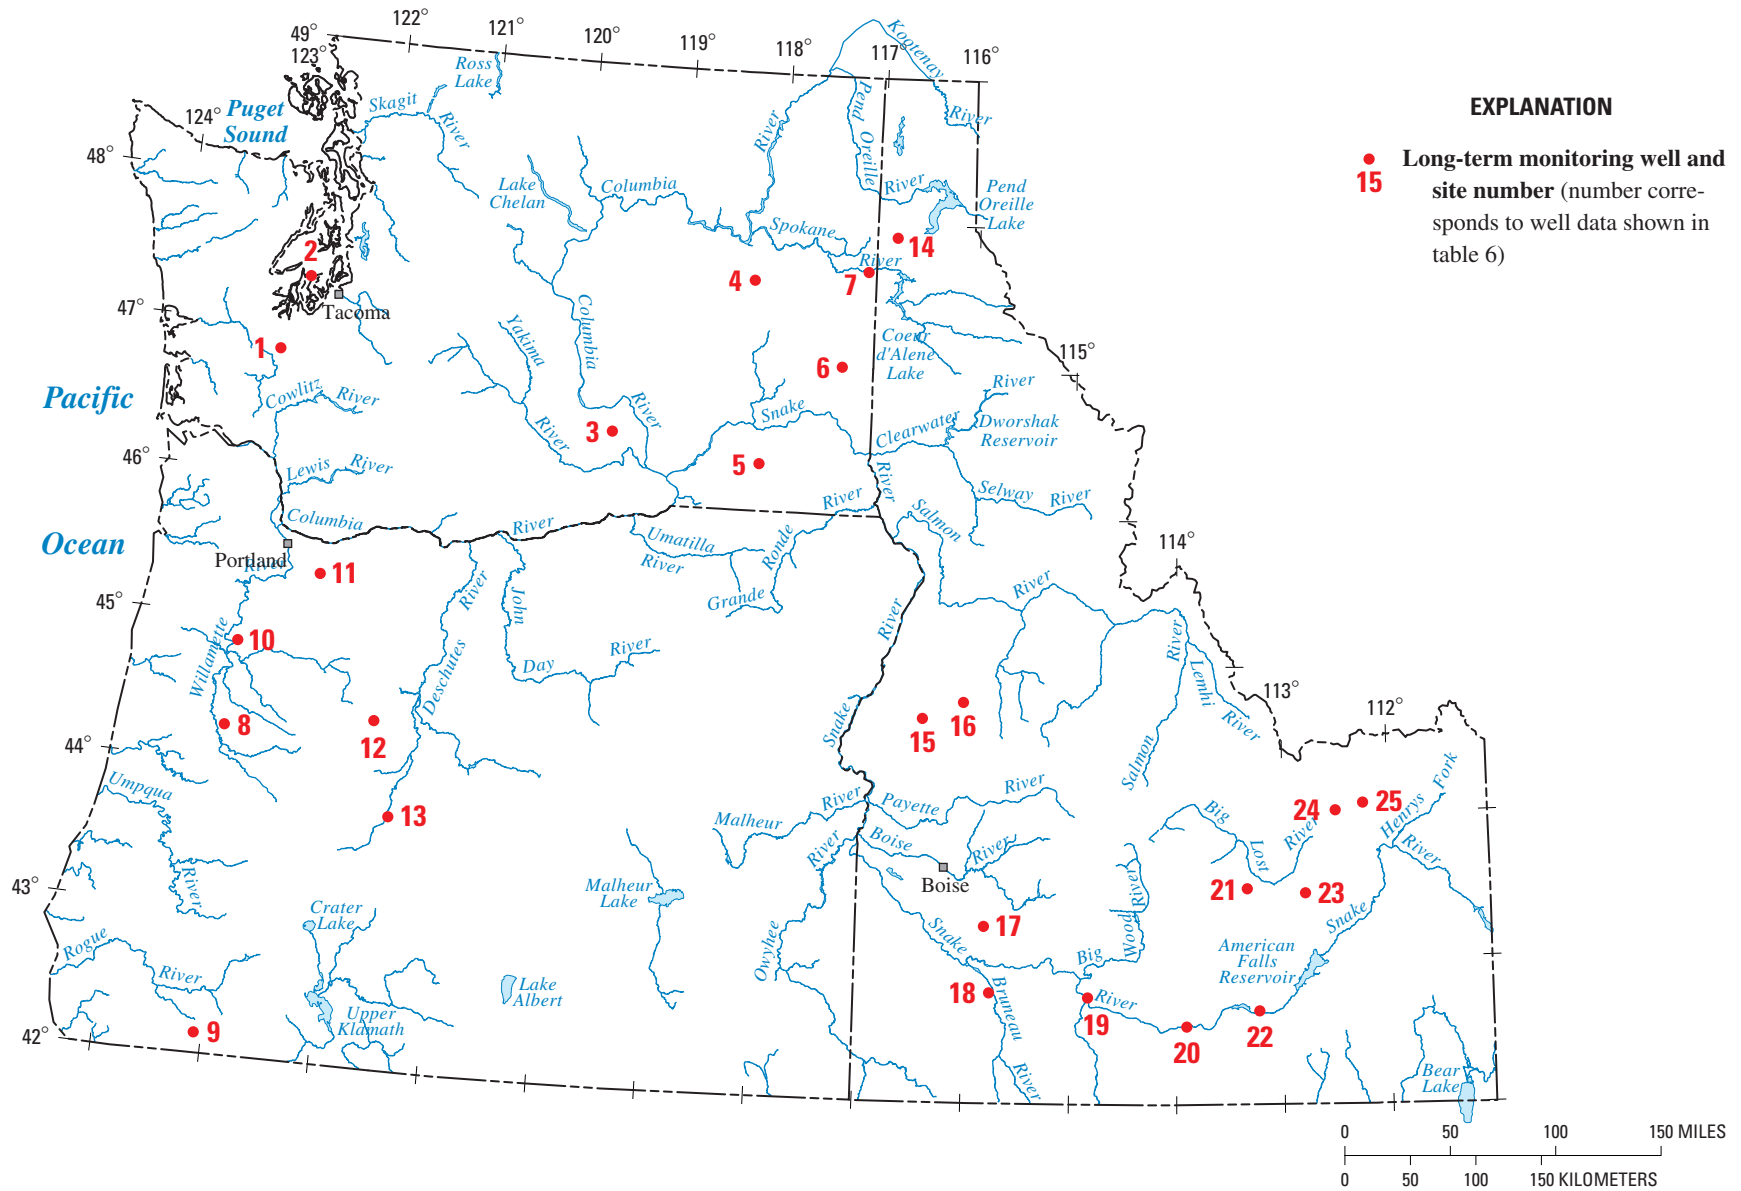 122°
121°
120°
119°
118°
117°
116°
49°
123°
124°
48°
47°
46°
45°
44°
43°
42°
115°
114°
113°
112°
Ross
Lake
Skagit
River
Puget
Sound
Kootenay
River
Pend Oreille
River
Pend
Oreille
Lake
River
Columbia
Lake
Chelan
Spokane
River
14
7
4
2
Tacoma
1
Yakima
River
Columbia
River
Coeur
d'Alene
Lake
6
Pacific
Ocean
Cowlitz
River
3
Snake
River
5
Clearwater
River
Dworshak
Reservoir
Lewis
River
Selway
River
Columbia
River
Portland
River
11
Umatilla
River
Grande
Ronde
River
Salmon
River
Willamette
10
Deschutes
River
John
Day
River
River
Snake
River
Lemhi
River
Salmon
8
12
13
15
16
Umpqua
River
Malheur
River
Payette
River
Boise
River
Boise
Big
Lost
River
24
25
Henrys
Fork
River
21
23
Malheur
Lake
Crater
Lake
Rogue
River
9
Upper
Klamath
Lake
Albert
Owyhee
River
17
Snake
18
Bruneau
River
Big
Wood
River
River
19
20
22
American
Falls
Reservoir
Snake
Bear
Lake
EXPLANATION
15
Long-term monitoring well and
site number (number corre-
sponds to well data shown in
table 6)
0 50 100 150 MILES
0 50 100 150 KILOMETERS